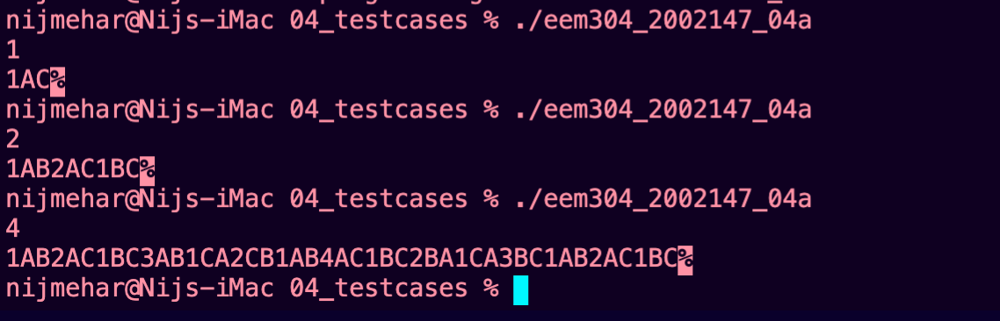 nijmehar@Nijs-iMac 04_testcases % ./eem304_2002147_04a
1
1AC%
nijmehar@Nijs-iMac 04_testcases % ./eem304_2002147_04a
2
1AB2AC1BC%
nijmehar@Nijs-iMac 04_testcases % ./eem304_2002147_04a
4
1AB2AC1BC3AB1CA2CB1AB4AC1BC2BA1CA3BC1AB2AC1BC%
nijmehar@Nijs-iMac 04_testcases %